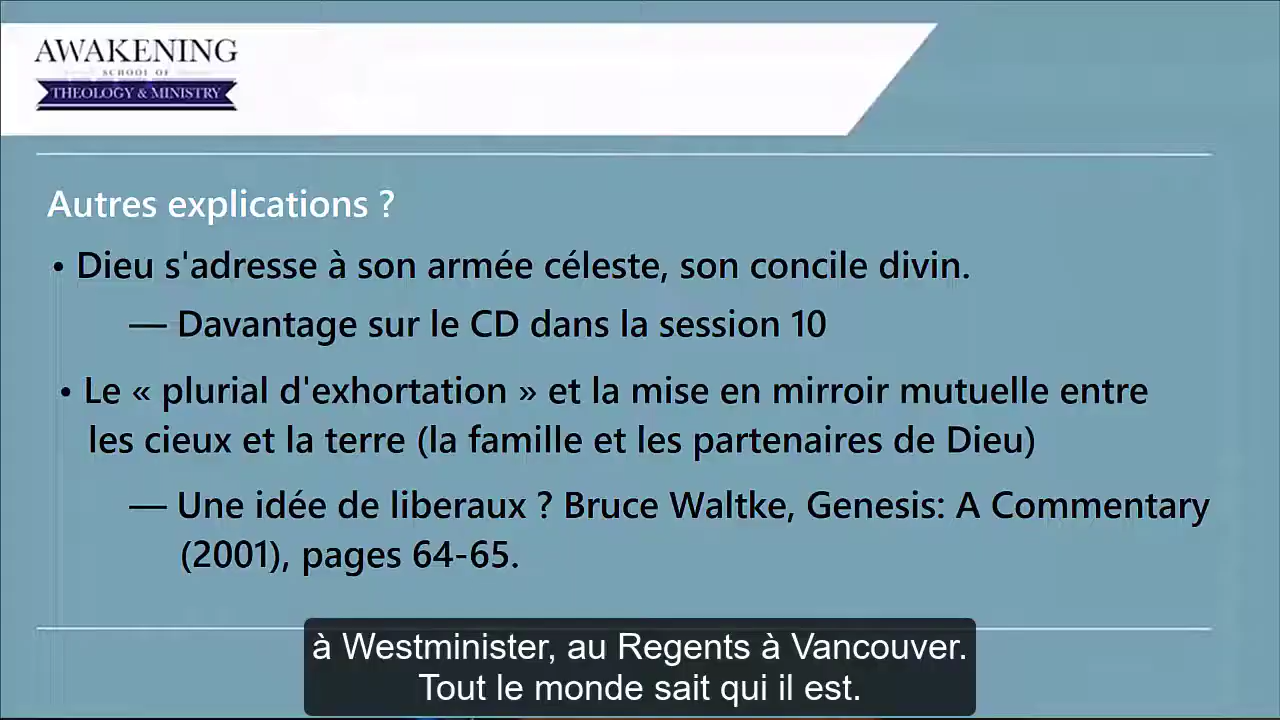 AWAKENING
SCHOOL OF
THEOLOGY & MINISTRY
Autres explications ?
• Dieu s'adresse à son armée céleste, son concile divin.
— Davantage sur le CD dans la session 10
• Le « plurial d'exhortation » et la mise en mirroir mutuelle entre
les cieux et la terre (la famille et les partenaires de Dieu)
— Une idée de liberaux ? Bruce Waltke, Genesis: A Commentary
(2001), pages 64-65.
à Westminister, au Regents à Vancouver.
Tout le monde sait qui il est.